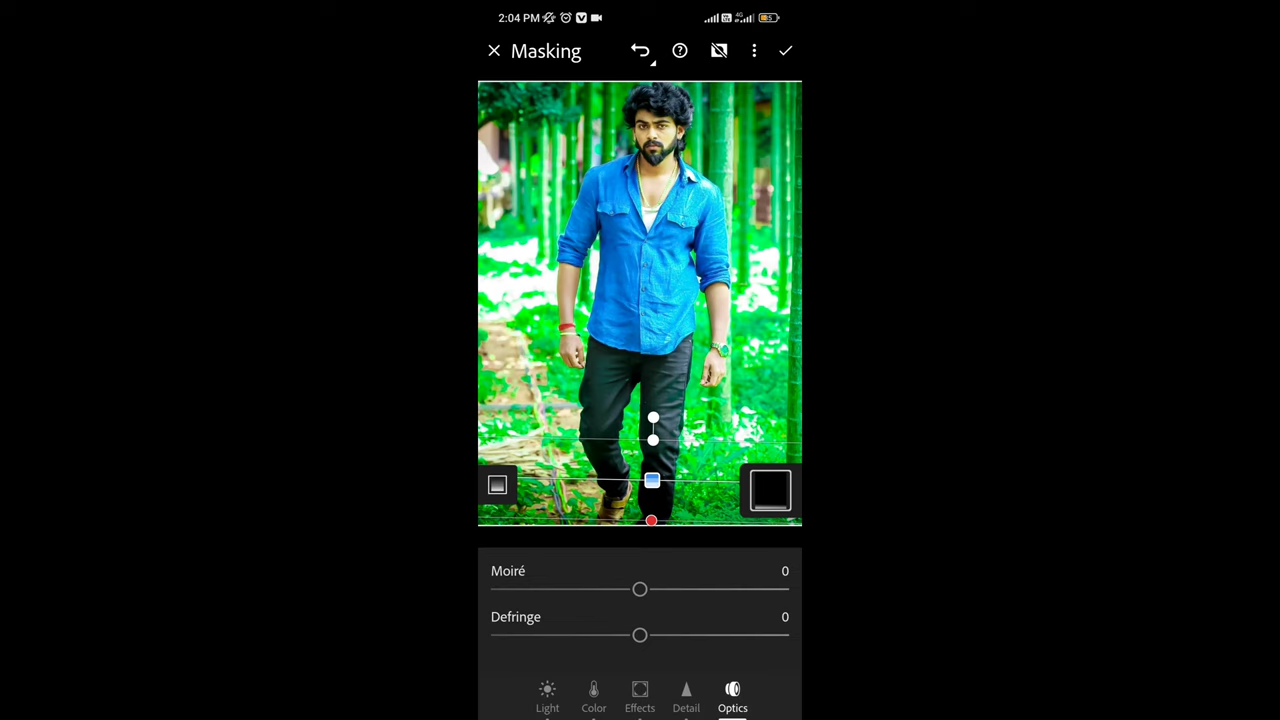 2:04 PM
Masking
Moiré 0
Defringe 0
Light Color Effects Detail Optics